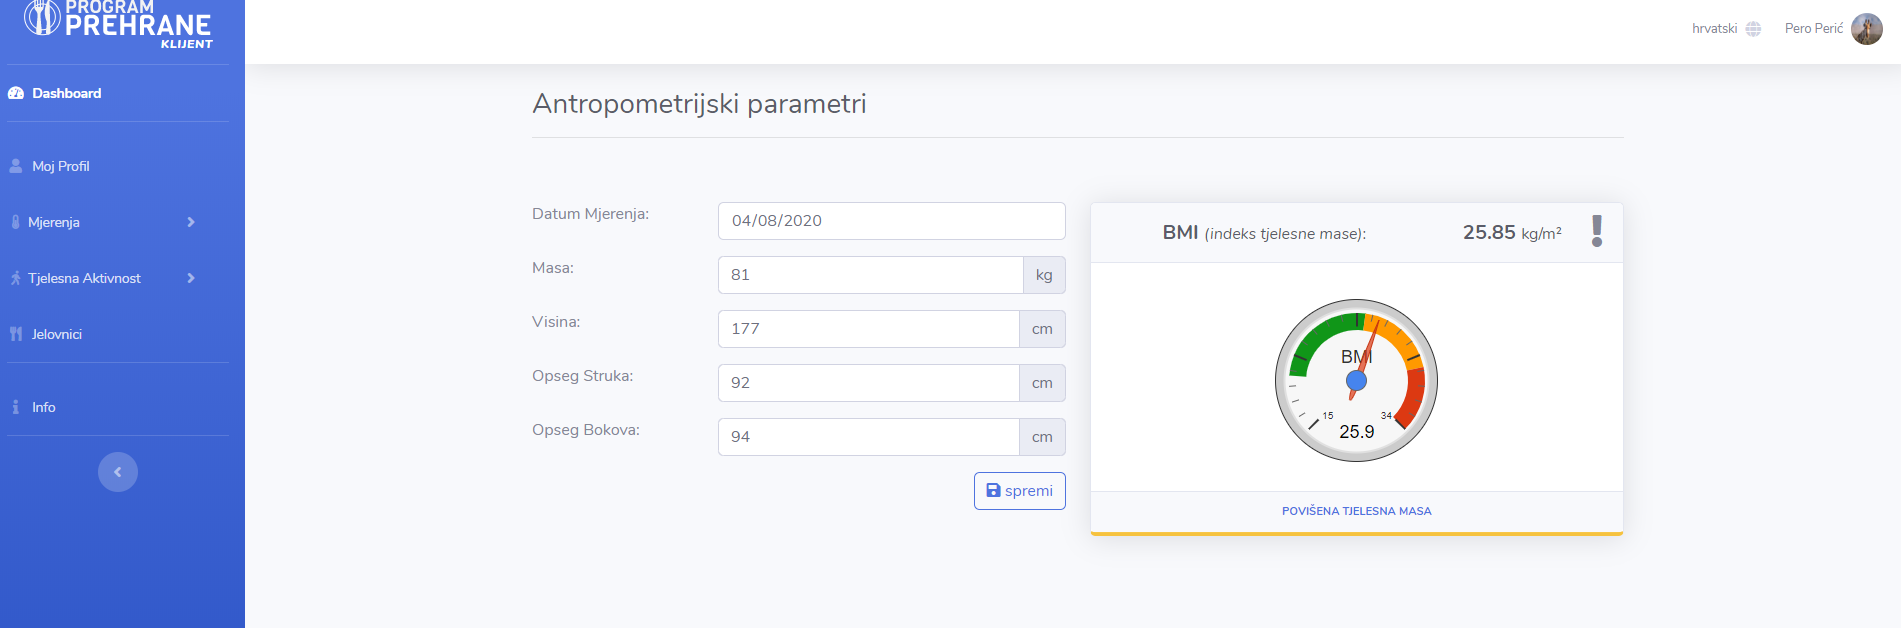 PROGRAM
PREHRANE
KLIJENT
hrvatski
Pero Perić
Dashboard
Moj Profil
Mjerenja
Tjelesna Aktivnost
Jelovnici
Info
Antropometrijski parametri
Datum Mjerenja:
04/08/2020
Masa:
81
kg
Visina:
177
cm
Opseg Struka:
92
cm
Opseg Bokova:
94
cm
spremi
BMI (indeks tjelesne mase):
25.85 kg/m²
BMI
15
34
25.9
POVIŠENA TJELESNA MASA